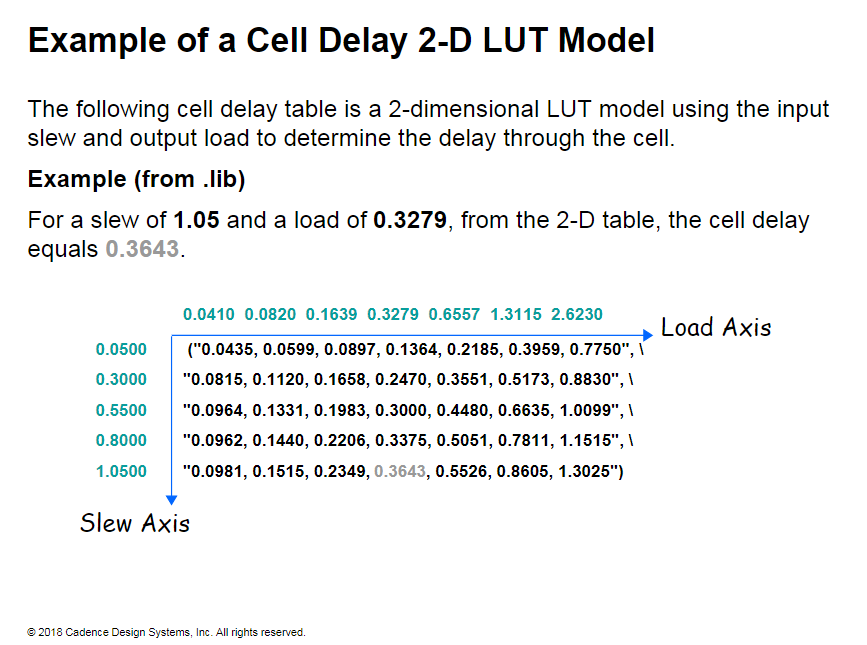 Example of a Cell Delay 2-D LUT Model
The following cell delay table is a 2-dimensional LUT model using the input
slew and output load to determine the delay through the cell.
Example (from .lib)
For a slew of 1.05 and a load of 0.3279, from the 2-D table, the cell delay
equals 0.3643.
0.0410 0.0820 0.1639 0.3279 0.6557 1.3115 2.6230
Load Axis
0.0500 ("0.0435, 0.0599, 0.0897, 0.1364, 0.2185, 0.3959, 0.7750", \
0.3000 "0.0815, 0.1120, 0.1658, 0.2470, 0.3551, 0.5173, 0.8830", \
0.5500 "0.0964, 0.1331, 0.1983, 0.3000, 0.4480, 0.6635, 1.0099", \
0.8000 "0.0962, 0.1440, 0.2206, 0.3375, 0.5051, 0.7811, 1.1515", \
1.0500 "0.0981, 0.1515, 0.2349, 0.3643, 0.5526, 0.8605, 1.3025")
Slew Axis
© 2018 Cadence Design Systems, Inc. All rights reserved.